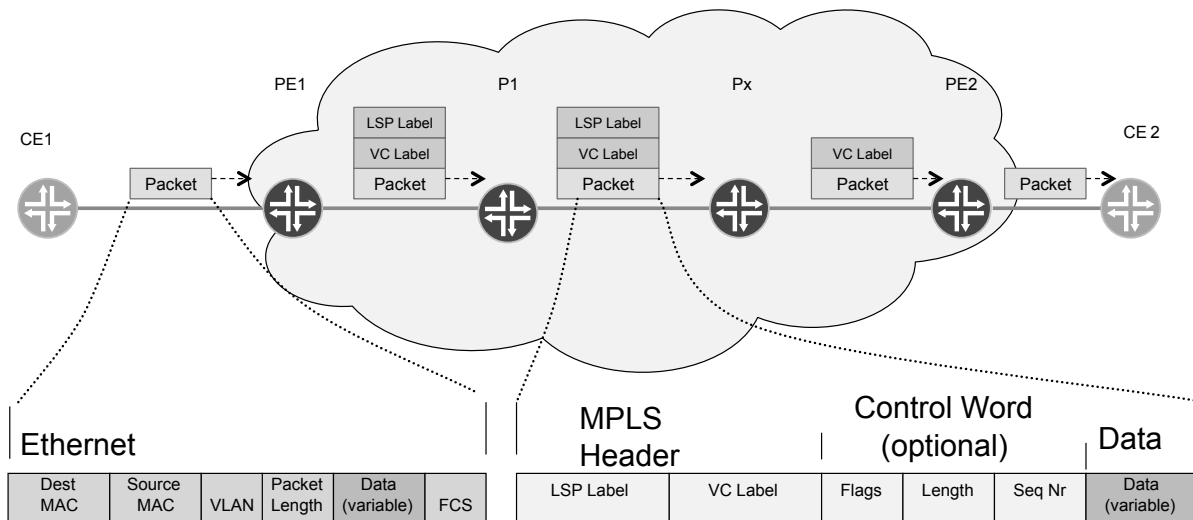 PE1
P1
Px
PE2
CE1
CE 2
LSP Label
VC Label
Packet
LSP Label
VC Label
Packet
VC Label
Packet
Packet
Packet
Ethernet
MPLS
Header
Control Word
(optional)
Data
Dest
MAC
Source
MAC
VLAN
Packet
Length
Data
(variable)
FCS
LSP Label
VC Label
Flags
Length
Seq Nr
Data
(variable)